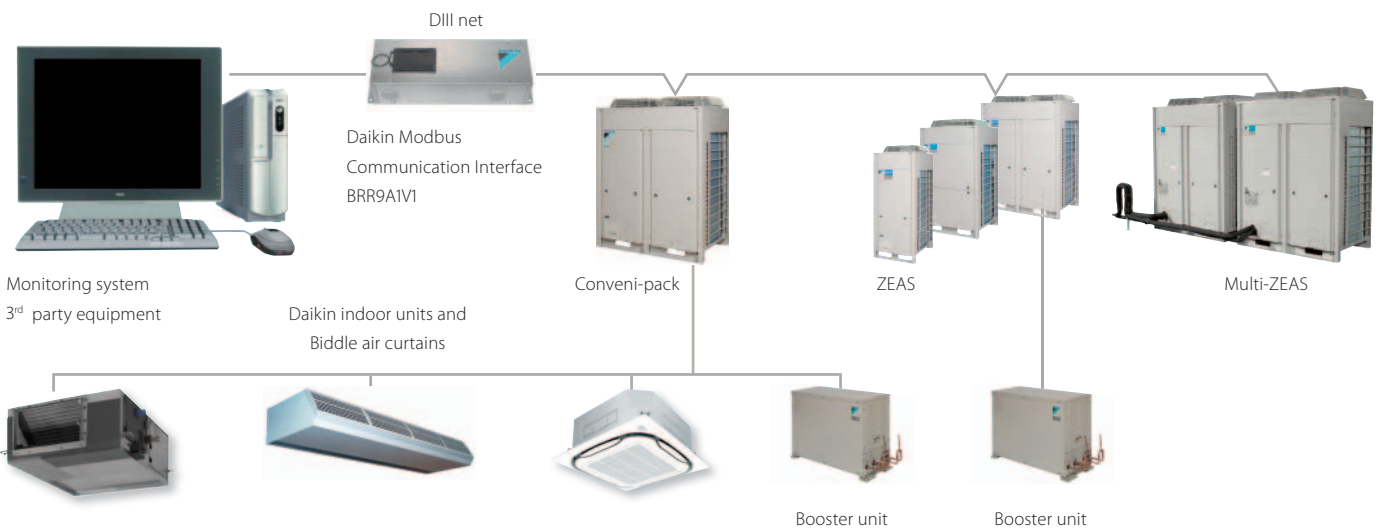 DIII net
Daikin Modbus
Communication Interface
BRR9A1V1
Monitoring system
3rd party equipment
Conveni-pack
ZEAS
Multi-ZEAS
Daikin indoor units and
Biddle air curtains
Booster unit
Booster unit